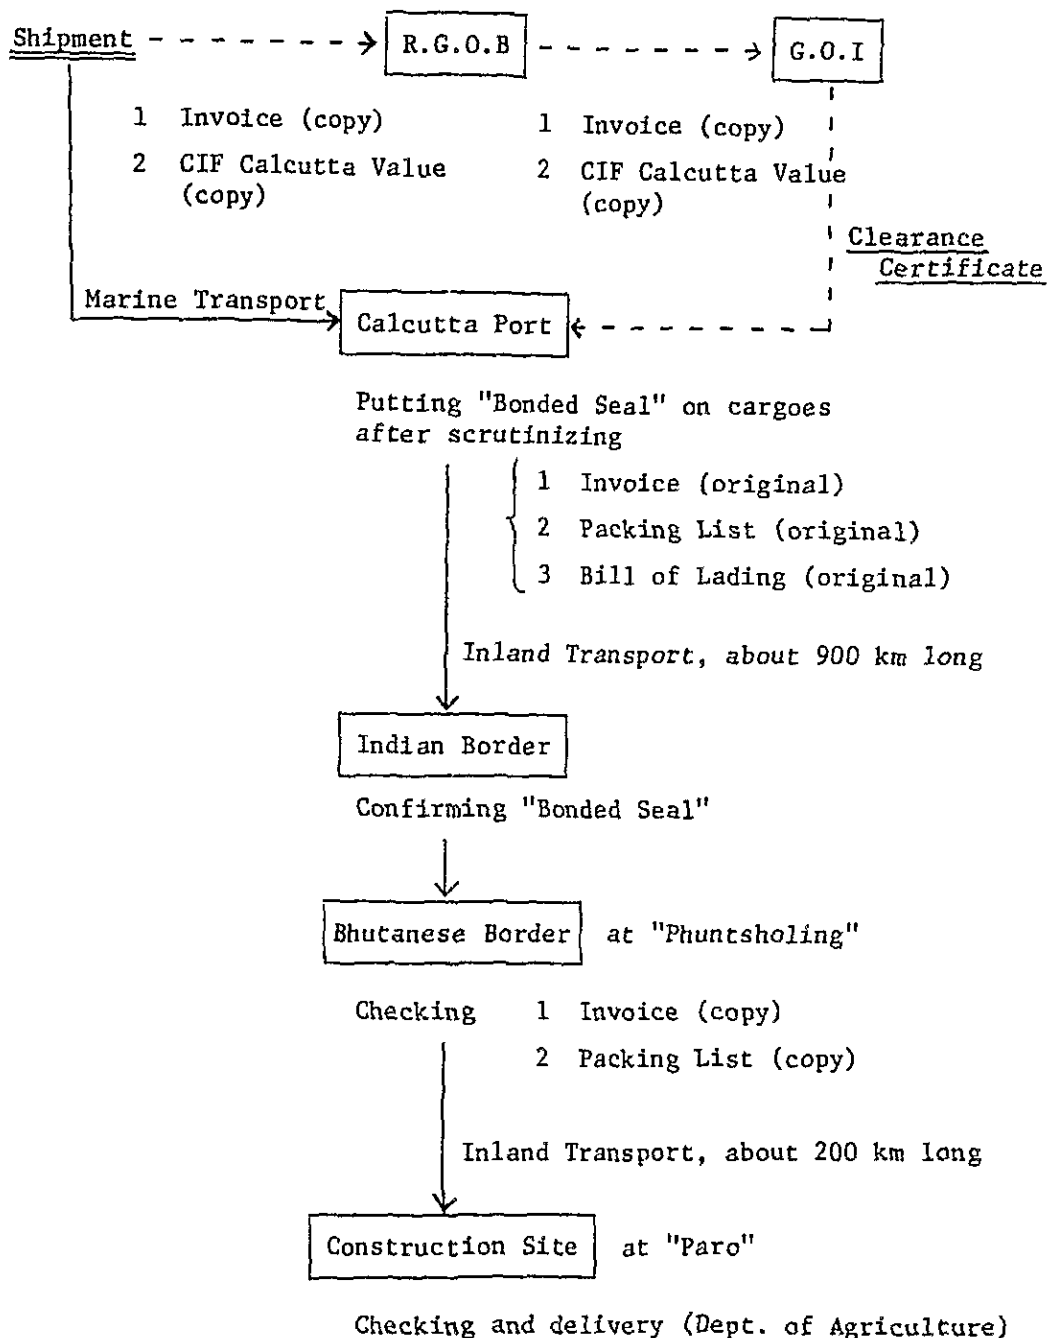 Shipment
R.G.O.B
G.O.I
1 Invoice (copy)
2 CIF Calcutta Value
(copy)
1 Invoice (copy)
2 CIF Calcutta Value
(copy)
Clearance
Certificate
Marine Transport
Calcutta Port
Putting "Bonded Seal" on cargoes
after scrutinizing
1 Invoice (original)
2 Packing List (original)
3 Bill of Lading (original)
Inland Transport, about 900 km long
Indian Border
Confirming "Bonded Seal"
Bhutanese Border at "Phuntsholing"
Checking 1 Invoice (copy)
2 Packing List (copy)
Inland Transport, about 200 km long
Construction Site at "Paro"
Checking and delivery (Dept. of Agriculture)